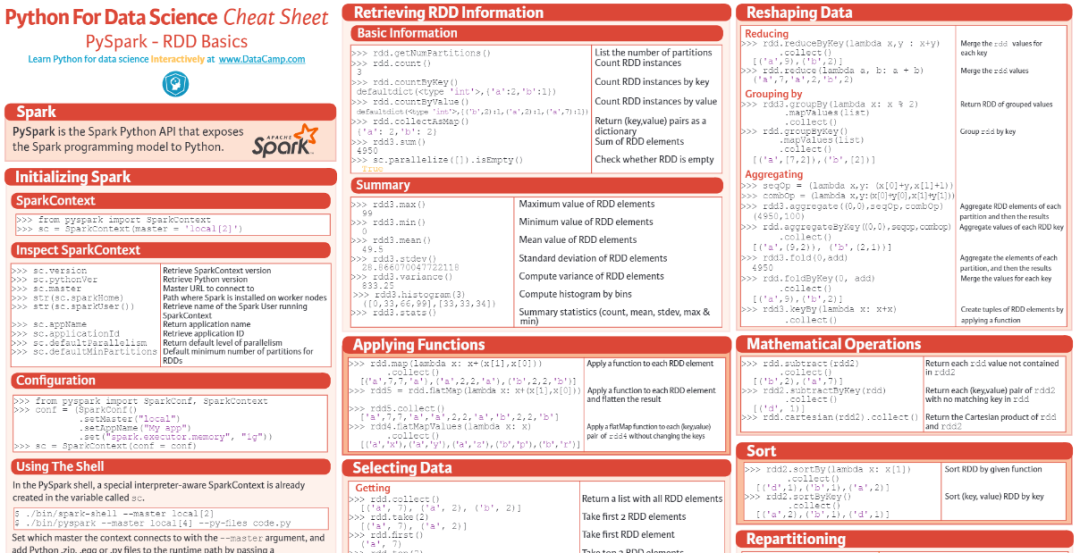 Python For Data Science Cheat Sheet
PySpark - RDD Basics
Learn Python for data science Interactively at www.DataCamp.com
Spark
PySpark is the Spark Python API that exposes
the Spark programming model to Python.
APACHE
Spark
Initializing Spark
SparkContext
>>> from pyspark import SparkContext
>>> sc = SparkContext(master = 'local[2]')
Inspect SparkContext
>>> sc.version Retrieve SparkContext version
>>> sc.pythonVer Retrieve Python version
>>> sc.master Master URL to connect to
>>> str(sc.sparkHome) Path where Spark is installed on worker nodes
>>> str(sc.sparkUser()) Retrieve name of the Spark User running
SparkContext
>>> sc.appName Return application name
>>> sc.applicationId Retrieve application ID
>>> sc.defaultParallelism Return default level of parallelism
>>> sc.defaultMinPartitions Default minimum number of partitions for
RDDs
Configuration
>>> from pyspark import SparkConf, SparkContext
>>> conf = (SparkConf()
.setMaster("local")
.setAppName("My app")
.set("spark.executor.memory", "1g"))
>>> sc = SparkContext(conf = conf)
Using The Shell
In the PySpark shell, a special interpreter-aware SparkContext is already
created in the variable called sc.
$ ./bin/spark-shell --master local[2]
$ ./bin/pyspark --master local[4] --py-files code.py
Set which master the context connects to with the --master argument, and
add Python .zip, .egg or .py files to the runtime path by passing a
Retrieving RDD Information
Basic Information
>>> rdd.getNumPartitions() List the number of partitions
>>> rdd.count() Count RDD instances
3
>>> rdd.countByKey() Count RDD instances by key
defaultdict(<type 'int'>,{'a':2,'b':1})
>>> rdd.countByValue() Count RDD instances by value
defaultdict(<type 'int'>,{('b',2):1,('a',2):1,('a',7):1})
>>> rdd.collectAsMap() Return (key,value) pairs as a
{'a': 2,'b': 2} dictionary
>>> rdd3.sum() Sum of RDD elements
4950
>>> sc.parallelize([]).isEmpty() Check whether RDD is empty
True
Summary
>>> rdd3.max() Maximum value of RDD elements
99
>>> rdd3.min() Minimum value of RDD elements
0
>>> rdd3.mean() Mean value of RDD elements
49.5
>>> rdd3.stdev() Standard deviation of RDD elements
28.866070047722118
>>> rdd3.variance() Compute variance of RDD elements
833.25
>>> rdd3.histogram(3) Compute histogram by bins
([0,33,66,99],[33,33,34])
>>> rdd3.stats() Summary statistics (count, mean, stdev, max &
min)
Applying Functions
>>> rdd.map(lambda x: x+(x[1],x[0])) Apply a function to each RDD element
.collect()
[('a',7,7,'a'),('a',2,2,'a'),('b',2,2,'b')]
>>> rdd5 = rdd.flatMap(lambda x: x+(x[1],x[0])) Apply a function to each RDD element
and flatten the result
>>> rdd5.collect()
['a',7,7,'a','a',2,2,'a','b',2,2,'b']
>>> rdd4.flatMapValues(lambda x: x) Apply a flatMap function to each (key,value)
.collect() pair of rdd4 without changing the keys
[('a','x'),('a','y'),('a','z'),('b','p'),('b','r')]
Selecting Data
Getting
>>> rdd.collect() Return a list with all RDD elements
[('a', 7), ('a', 2), ('b', 2)]
>>> rdd.take(2) Take first 2 RDD elements
[('a', 7), ('a', 2)]
>>> rdd.first() Take first RDD element
('a', 7)
Reshaping Data
Reducing
>>> rdd.reduceByKey(lambda x,y : x+y) Merge the rdd values for
.collect() each key
[('a',9),('b',2)]
>>> rdd.reduce(lambda a, b: a + b) Merge the rdd values
('a',7,'a',2,'b',2)
Grouping by
>>> rdd3.groupBy(lambda x: x % 2) Return RDD of grouped values
.mapValues(list)
.collect()
>>> rdd.groupByKey() Group rdd by key
.mapValues(list)
.collect()
[('a',[7,2]),('b',[2])]
Aggregating
>>> seqOp = (lambda x,y: (x[0]+y,x[1]+1))
>>> combOp = (lambda x,y:(x[0]+y[0],x[1]+y[1]))
>>> rdd3.aggregate((0,0),seqOp,combOp) Aggregate RDD elements of each
(4950,100) partition and then the results
>>> rdd.aggregateByKey((0,0),seqop,combop) Aggregate values of each RDD key
.collect()
[('a',(9,2)), ('b',(2,1))]
>>> rdd3.fold(0,add) Aggregate the elements of each
4950 partition, and then the results
>>> rdd.foldByKey(0, add) Merge the values for each key
.collect()
[('a',9),('b',2)]
>>> rdd3.keyBy(lambda x: x+x) Create tuples of RDD elements by
.collect() applying a function
Mathematical Operations
>>> rdd.subtract(rdd2) Return each rdd value not contained
.collect() in rdd2
[('b',2),('a',7)]
>>> rdd2.subtractByKey(rdd) Return each (key,value) pair of rdd2
.collect() with no matching key in rdd
[('d', 1)]
>>> rdd.cartesian(rdd2).collect() Return the Cartesian product of rdd
and rdd2
Sort
>>> rdd2.sortBy(lambda x: x[1]) Sort RDD by given function
.collect()
[('d',1),('b',1),('a',2)]
>>> rdd2.sortByKey() Sort (key, value) RDD by key
.collect()
[('a',2),('b',1),('d',1)]
Repartitioning